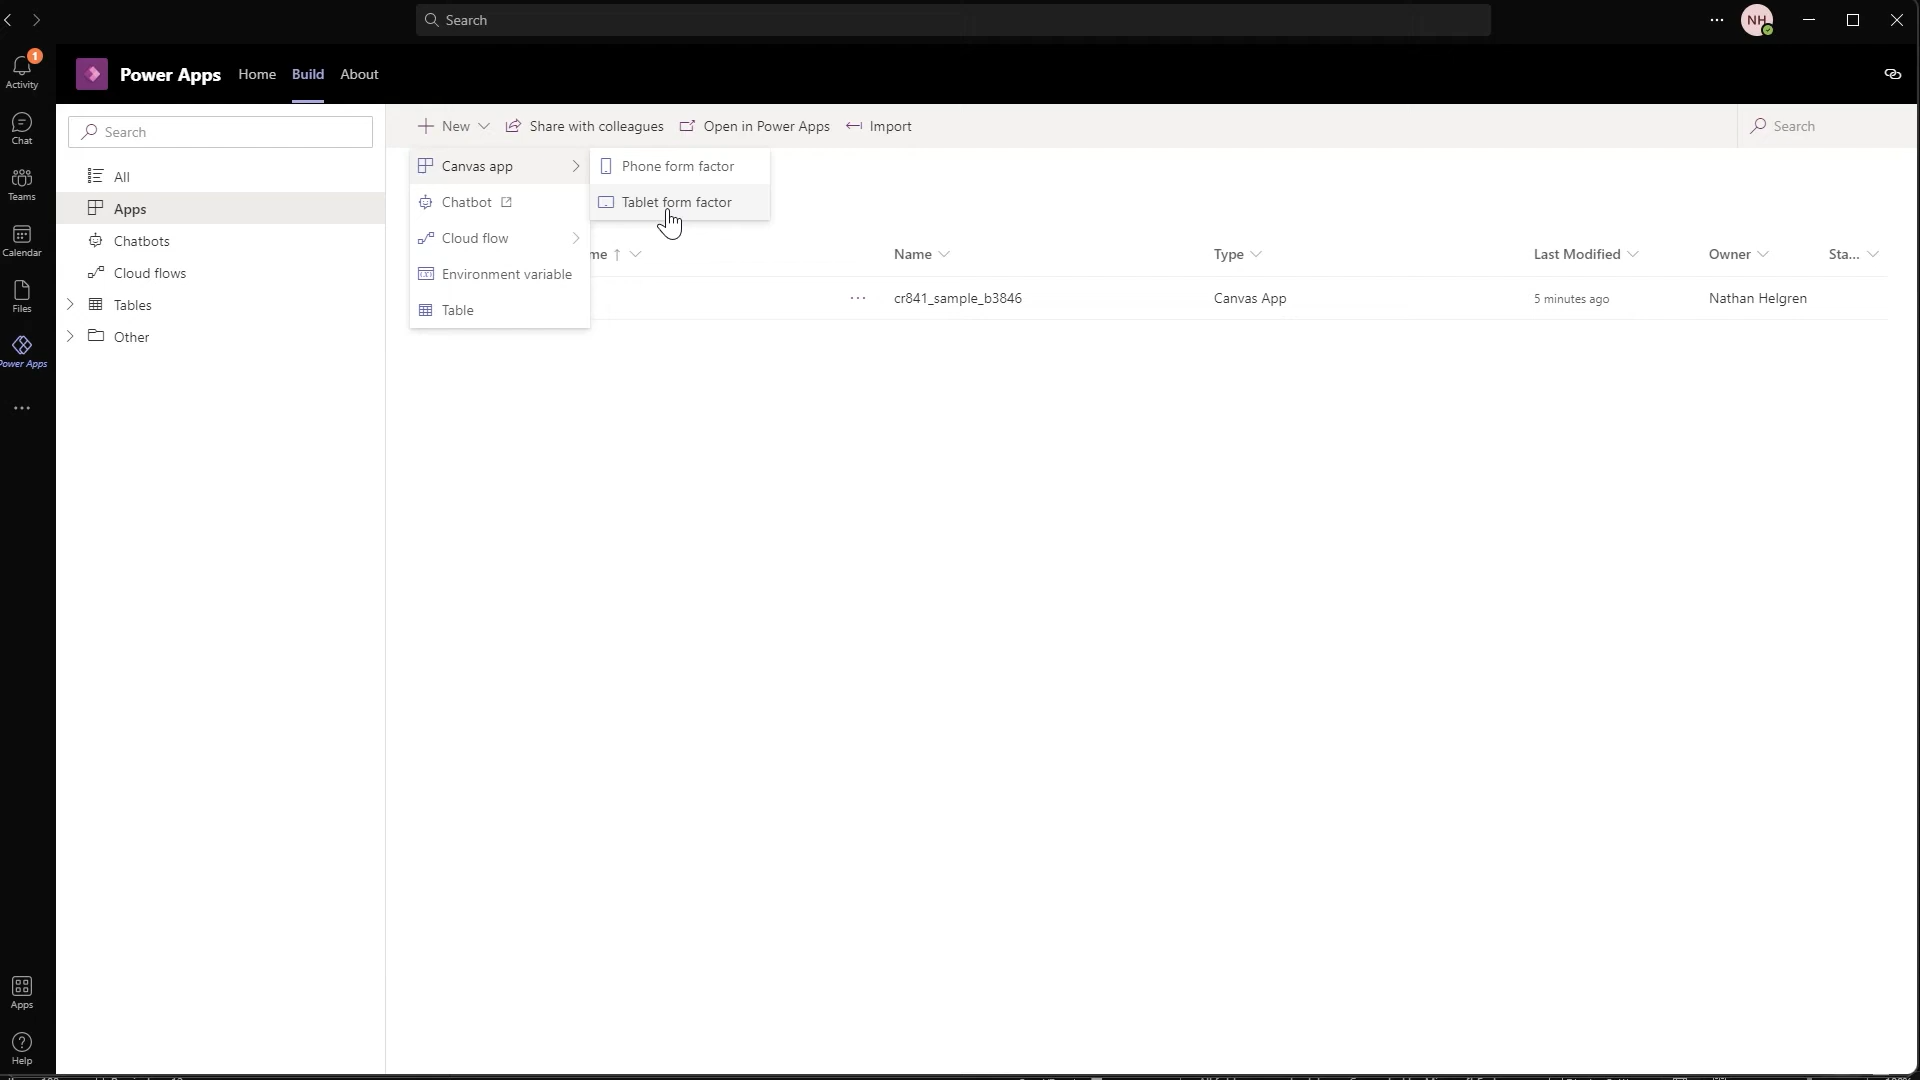 Search
NH
1
Activity
Power Apps Home Build About
Chat
Search
New Share with colleagues Open in Power Apps Import Search
All
Canvas app Phone form factor
Teams
Apps
Chatbot Tablet form factor
Chatbots
Cloud flow
Calendar
Cloud flows
me Name Type Last Modified Owner Sta...
Environment variable
Files
Tables
Table
cr841_sample_b3846 Canvas App 5 minutes ago Nathan Helgren
Other
Power Apps
Apps
Help